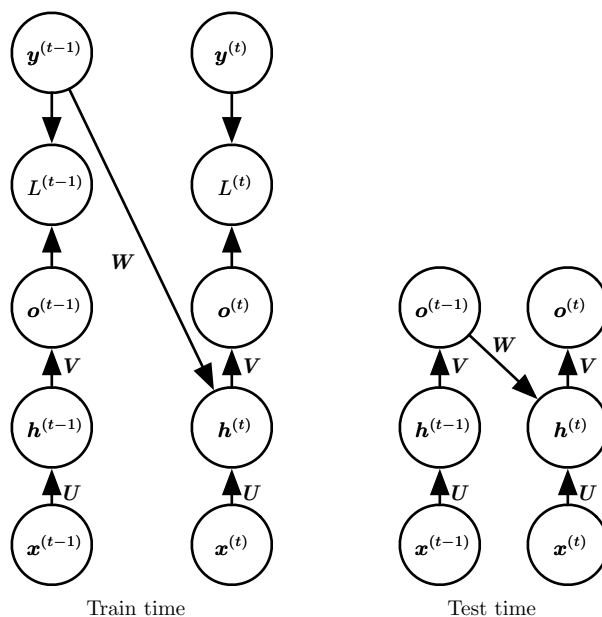 y^{(t−1)} y^{(t)}
L^{(t−1)} L^{(t)}
W
o^{(t−1)} o^{(t)} o^{(t−1)} o^{(t)}
W
V V V V
h^{(t−1)} h^{(t)} h^{(t−1)} h^{(t)}
U U U U
x^{(t−1)} x^{(t)} x^{(t−1)} x^{(t)}
Train time Test time